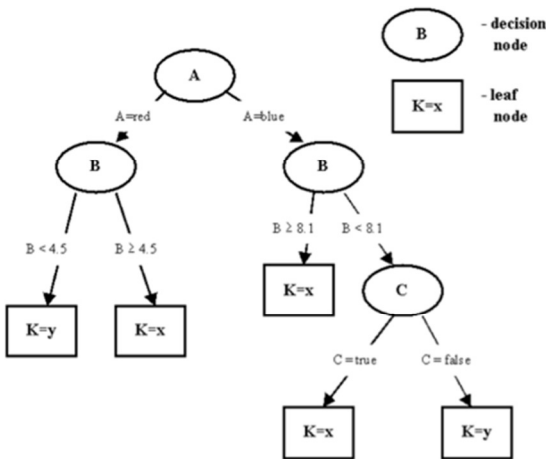 B
- decision
node
A
K=x
- leaf
node
A=red
A=blue
B
B
B < 4.5
B ≥ 4.5
B ≥ 8.1
B < 8.1
K=y
K=x
K=x
C
C = true
C = false
K=x
K=y